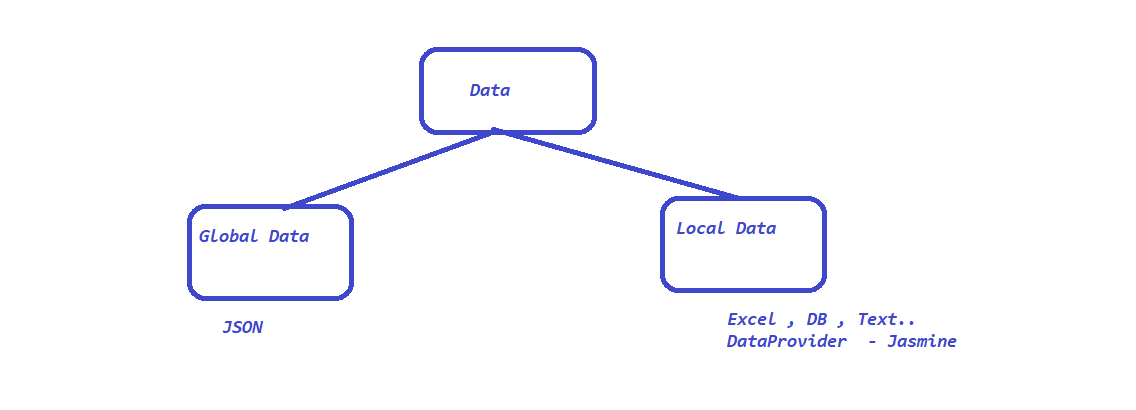 Data
Global Data
Local Data
JSON
Excel , DB , Text..
DataProvider - Jasmine